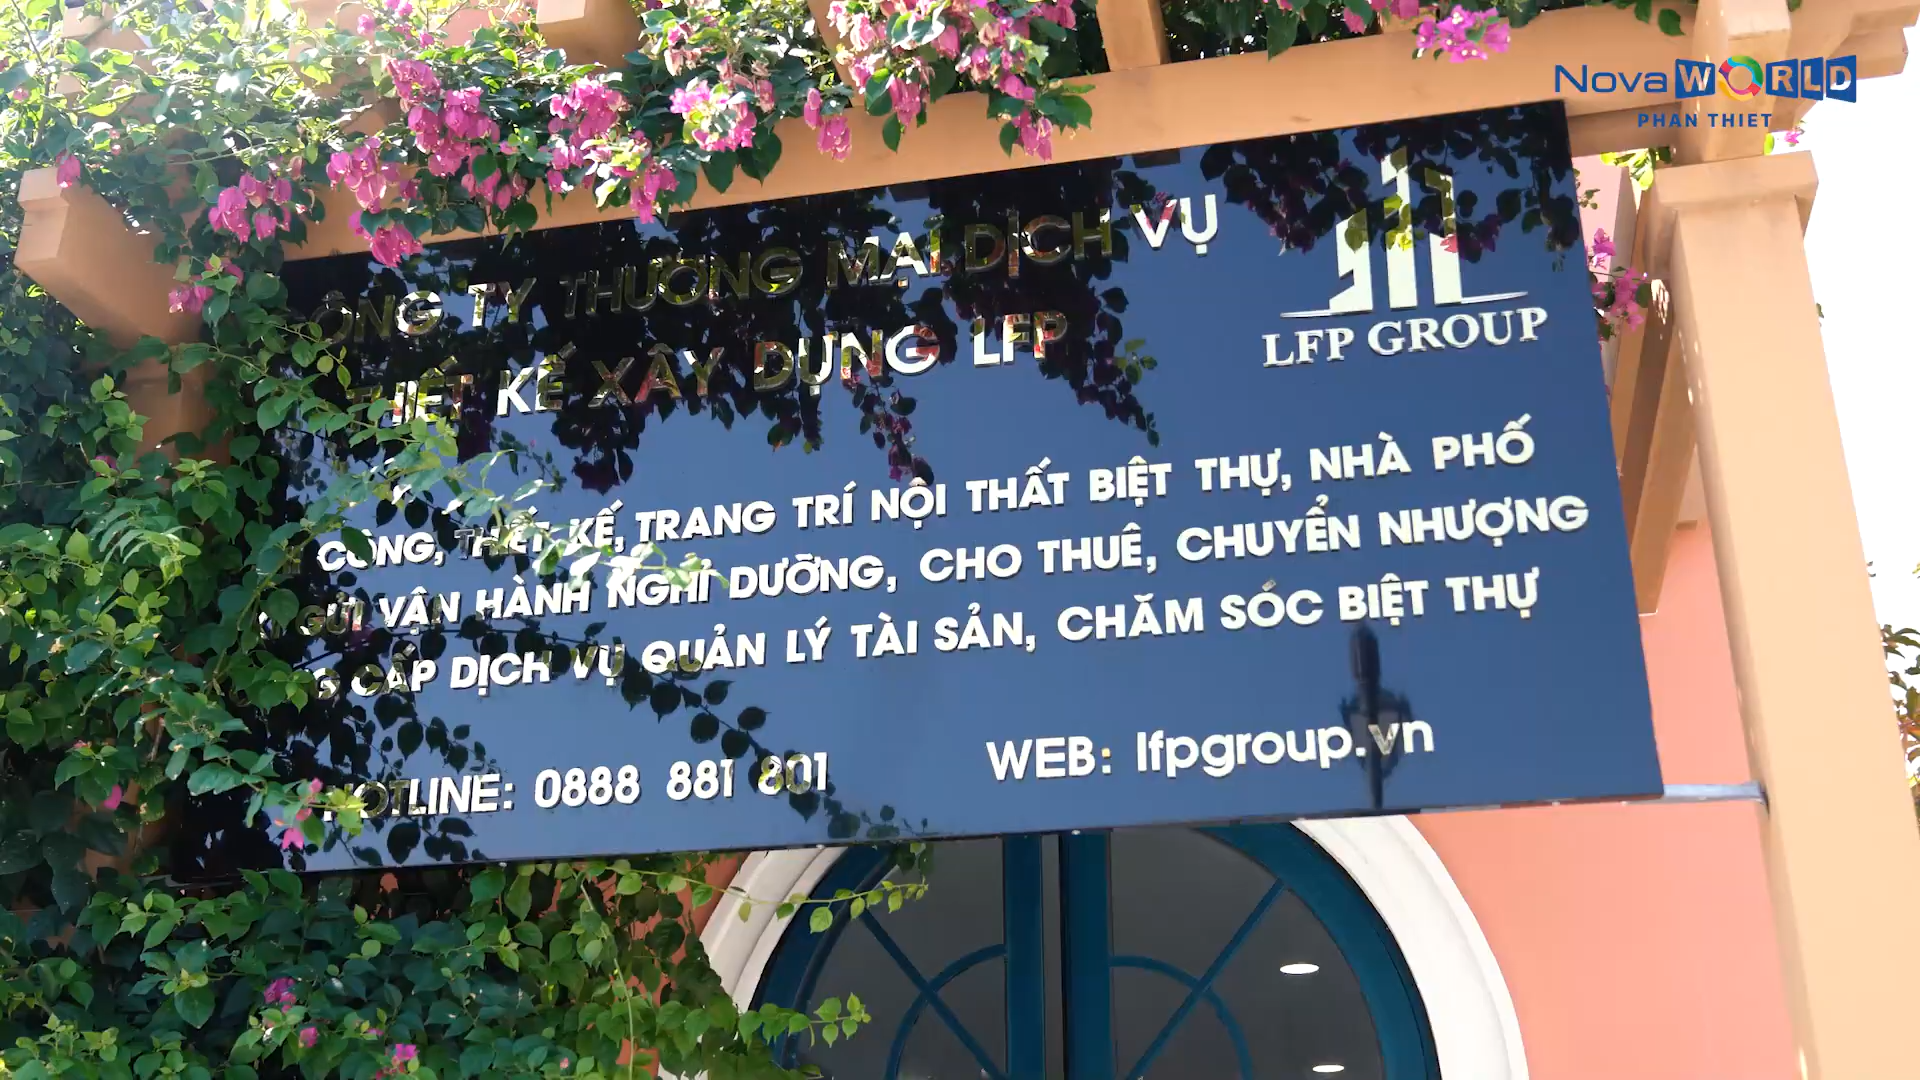 NovaWORLD
PHAN THIET
CÔNG TY THƯƠNG MẠI DỊCH VỤ
THIẾT KẾ XÂY DỰNG LFP
LFP GROUP
CÔNG, THIẾT KẾ, TRANG TRÍ NỘI THẤT BIỆT THỰ, NHÀ PHỐ
GỬI VẬN HÀNH NGHỈ DƯỠNG, CHO THUÊ, CHUYỂN NHƯỢNG
CẤP DỊCH VỤ QUẢN LÝ TÀI SẢN, CHĂM SÓC BIỆT THỰ
HOTLINE: 0888 881 801
WEB: lfpgroup.vn